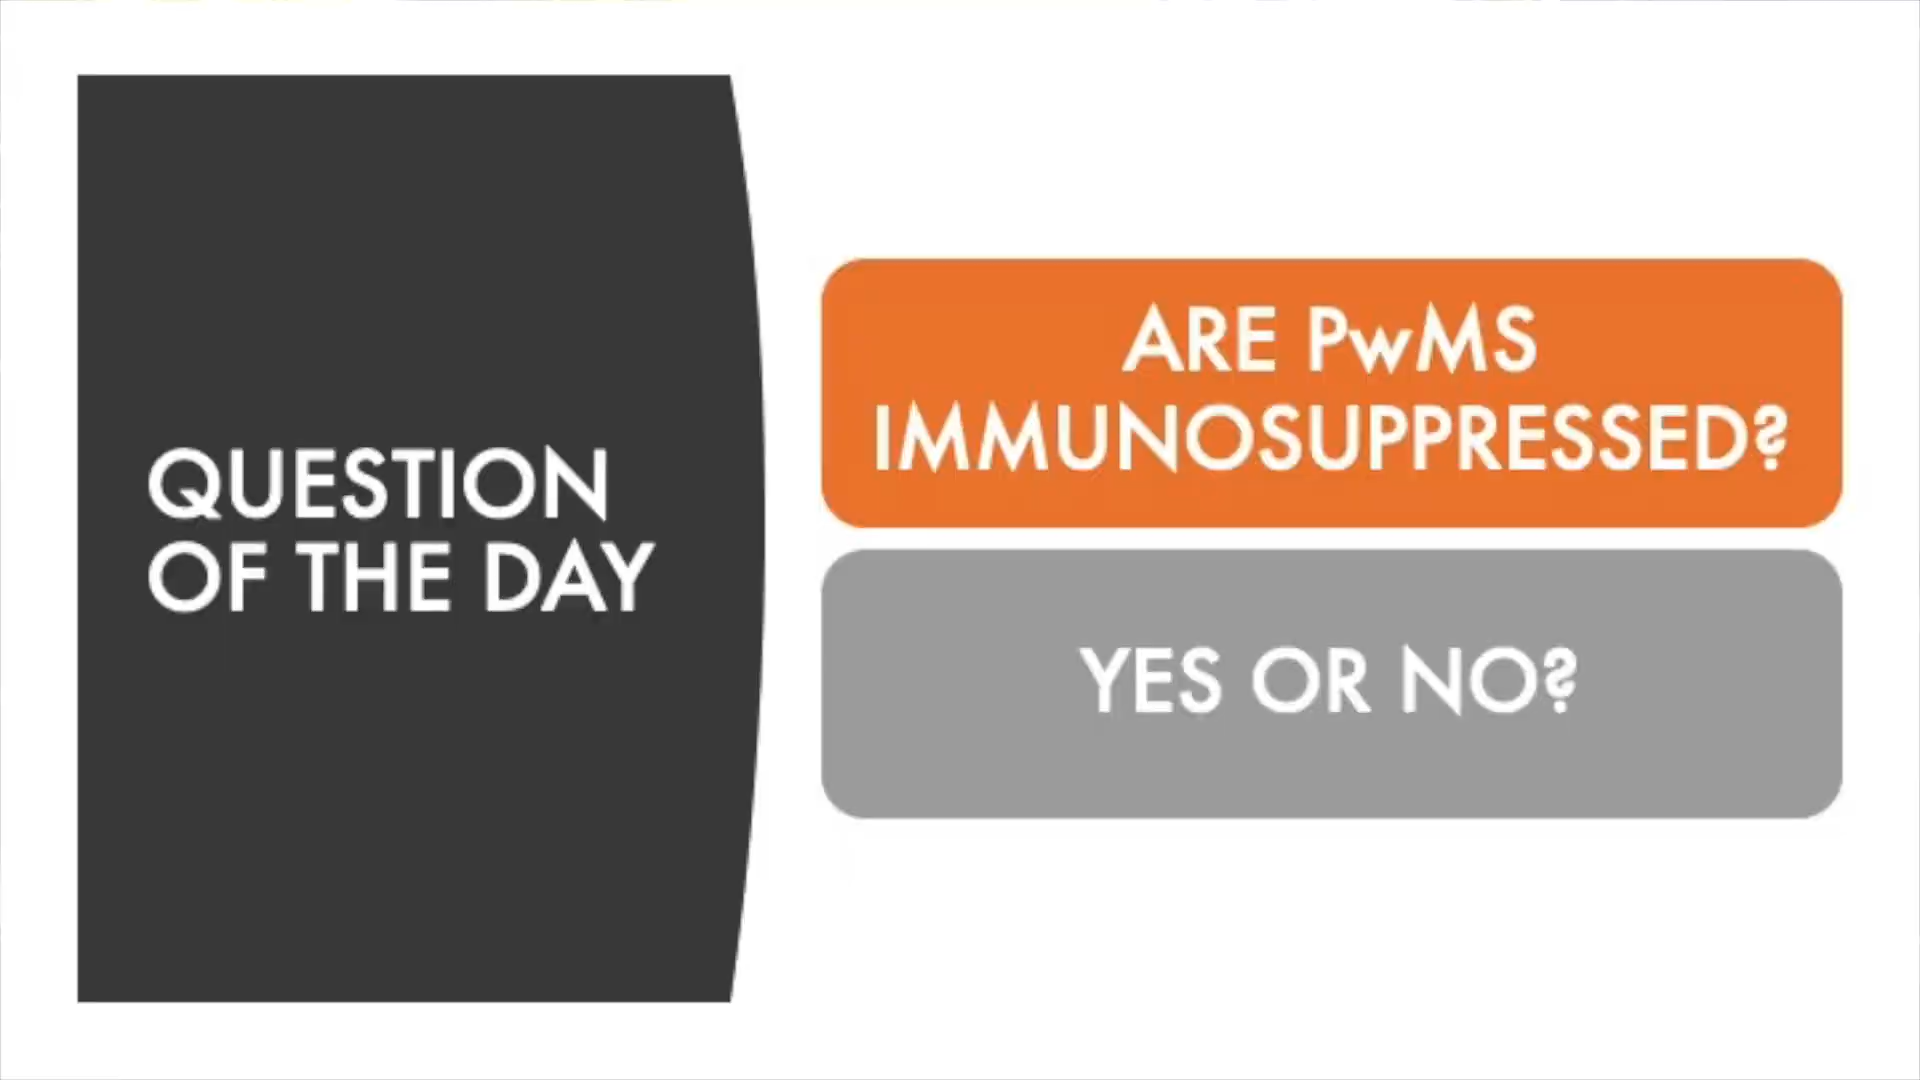 QUESTION
OF THE DAY
ARE PwMS
IMMUNOSUPPRESSED?
YES OR NO?